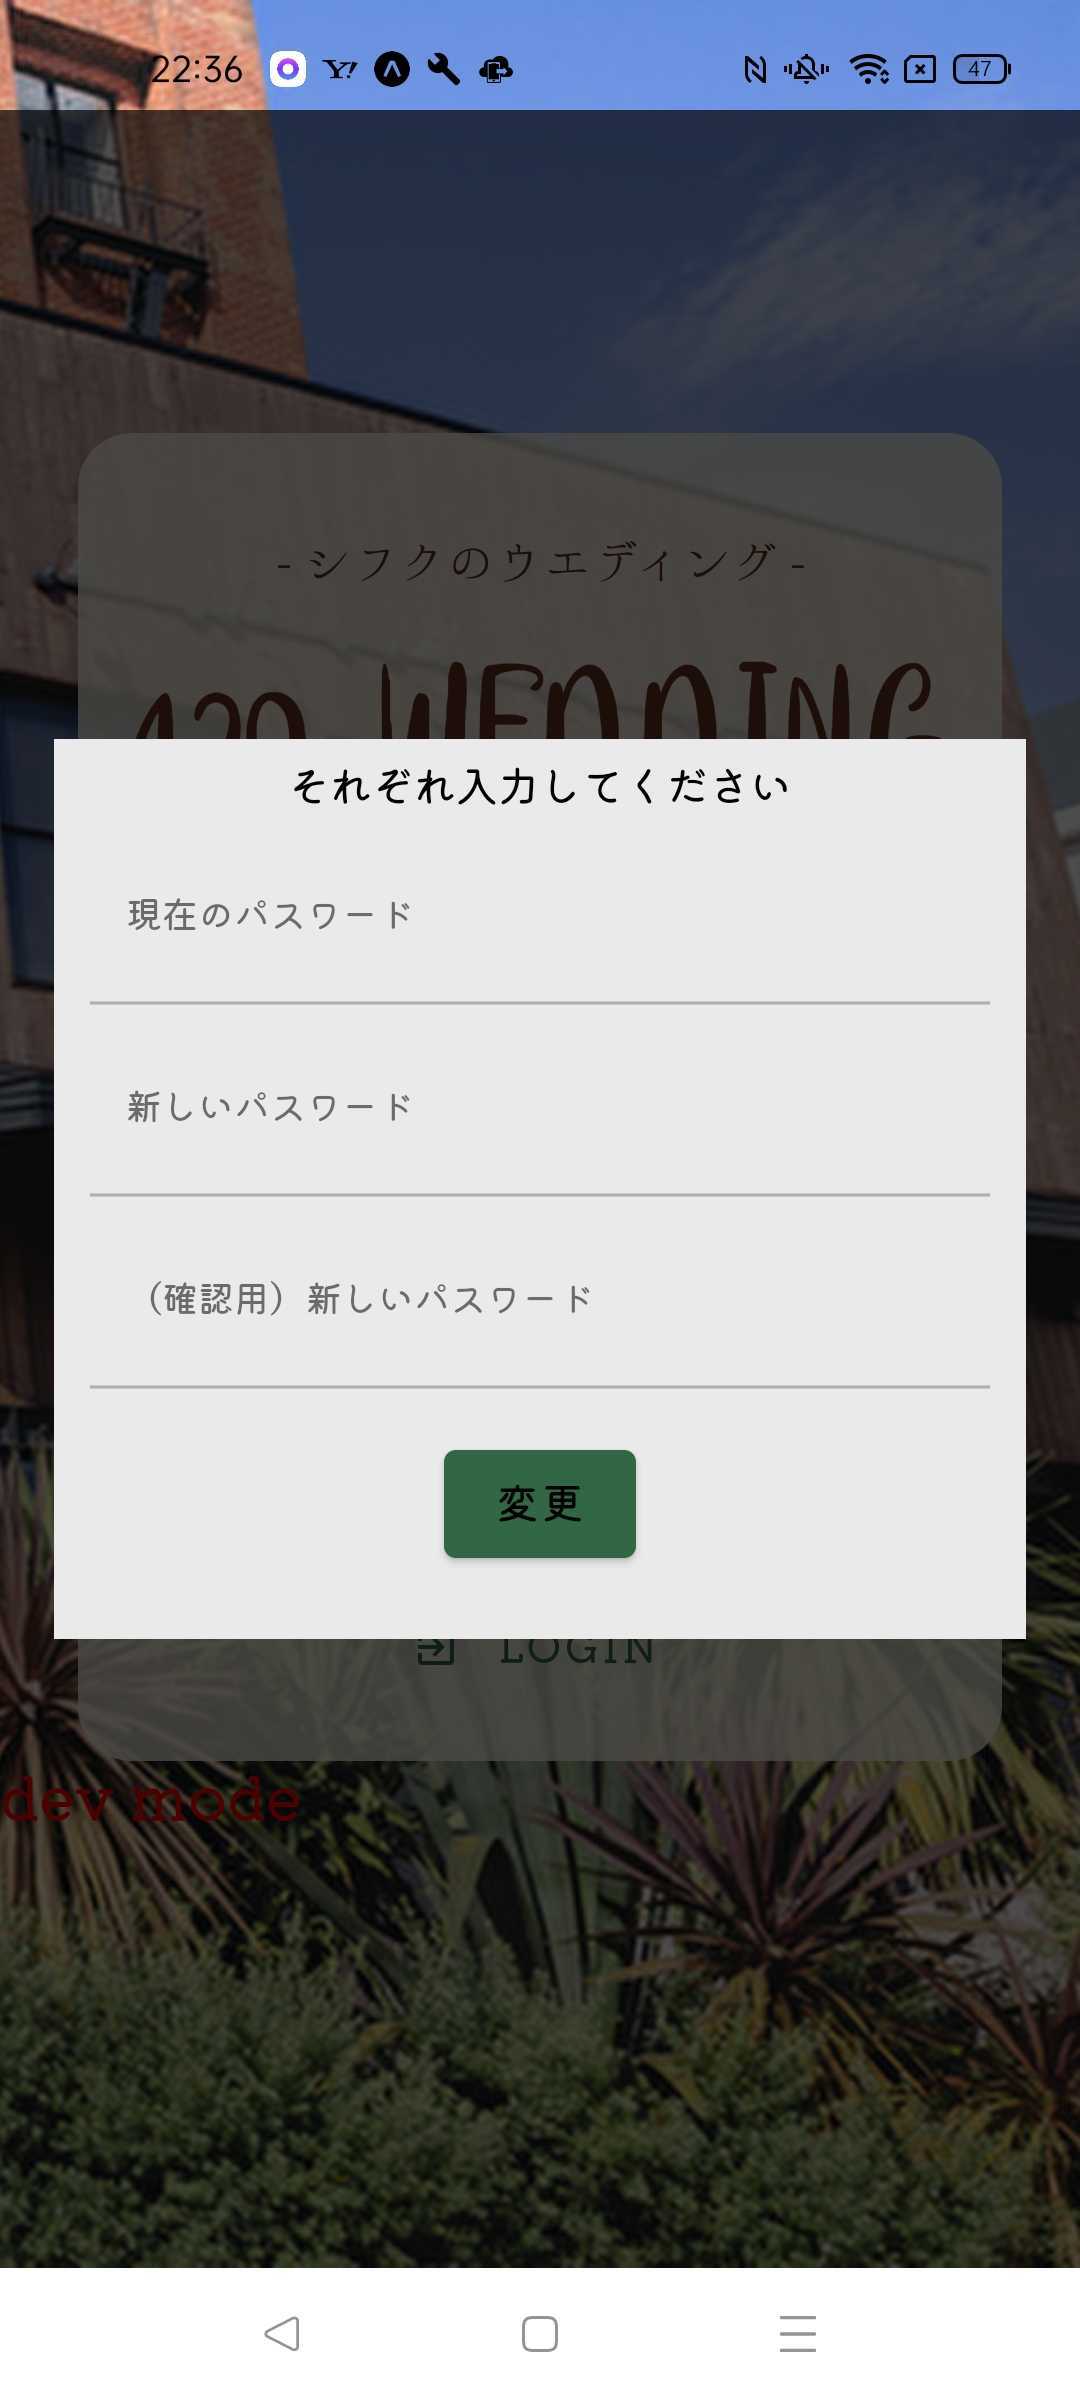 22:36
47
- シフクのウエディング -
WEDDING
それぞれ入力してください
現在のパスワード
新しいパスワード
（確認用）新しいパスワード
変更
LOGIN
dev mode